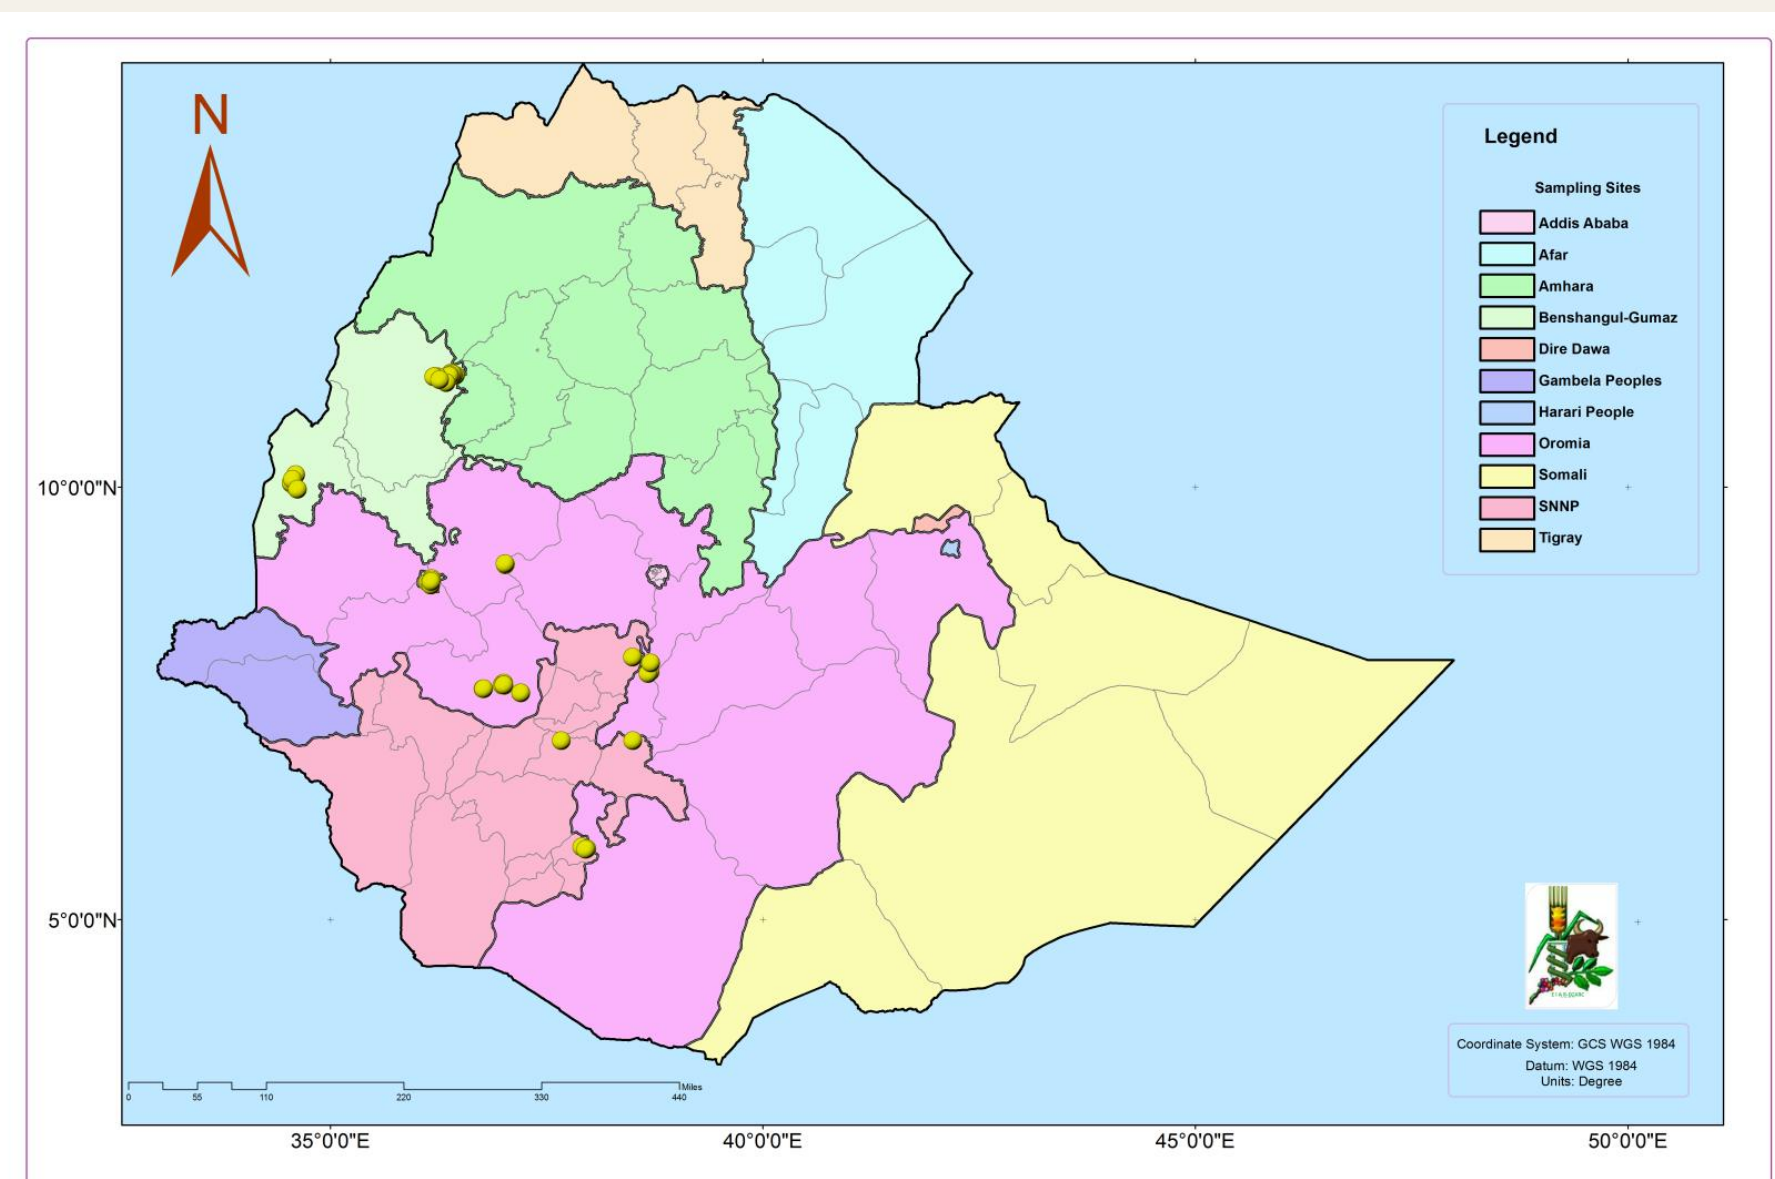 N
Legend
Sampling Sites
Addis Ababa
Afar
Amhara
Benshangul-Gumaz
Dire Dawa
Gambela Peoples
Harari People
Oromia
Somali
SNNP
Tigray
10°0'0"N
5°0'0"N
Coordinate System: GCS WGS 1984
Datum: WGS 1984
Units: Degree
Miles
0 55 110 220 330 440
35°0'0"E 40°0'0"E 45°0'0"E 50°0'0"E